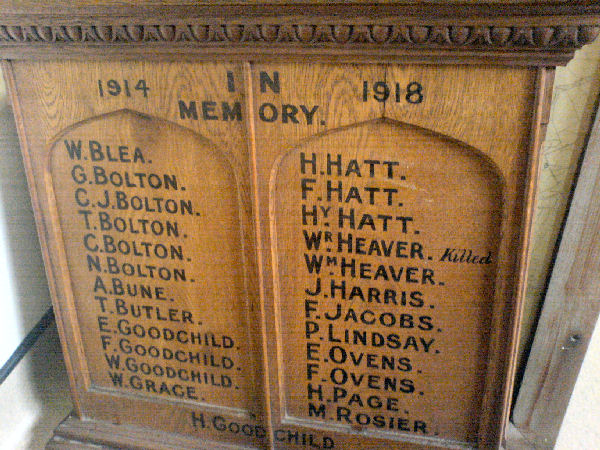 1914 IN 1918
MEMORY.
W. BLEA.
G. BOLTON.
C. J. BOLTON.
T. BOLTON.
C. BOLTON.
N. BOLTON.
A. BUNE.
T. BUTLER.
E. GOODCHILD.
F. GOODCHILD.
W. GOODCHILD.
W. GRACE.
H. HATT.
F. HATT.
HY. HATT.
WR. HEAVER. Killed
WM. HEAVER.
J. HARRIS.
F. JACOBS.
P. LINDSAY.
E. OVENS.
F. OVENS.
H. PAGE.
M. ROSIER.
H. GOODCHILD